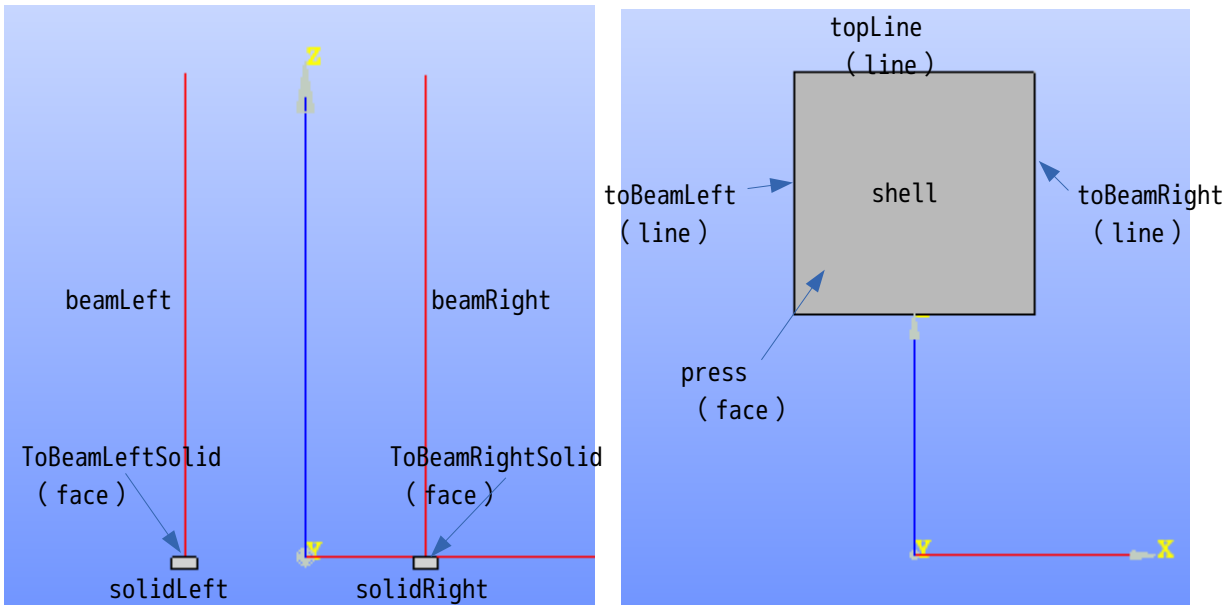 Z
beamLeft
beamRight
ToBeamLeftSolid
(face)
ToBeamRightSolid
(face)
Y
solidLeft
solidRight
topLine
(line)
toBeamLeft
(line)
shell
toBeamRight
(line)
press
(face)
Y
X